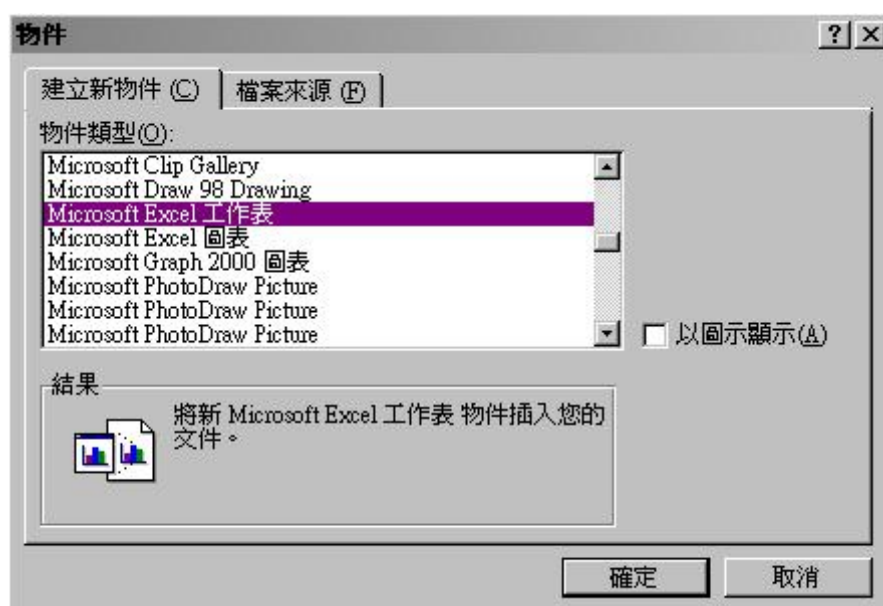 物件
建立新物件 (C)
檔案來源 (F)
物件類型(O):
Microsoft Clip Gallery
Microsoft Draw 98 Drawing
Microsoft Excel 工作表
Microsoft Excel 圖表
Microsoft Graph 2000 圖表
Microsoft PhotoDraw Picture
Microsoft PhotoDraw Picture
Microsoft PhotoDraw Picture
以圖示顯示(A)
結果
將新 Microsoft Excel 工作表 物件插入您的
文件。
確定
取消